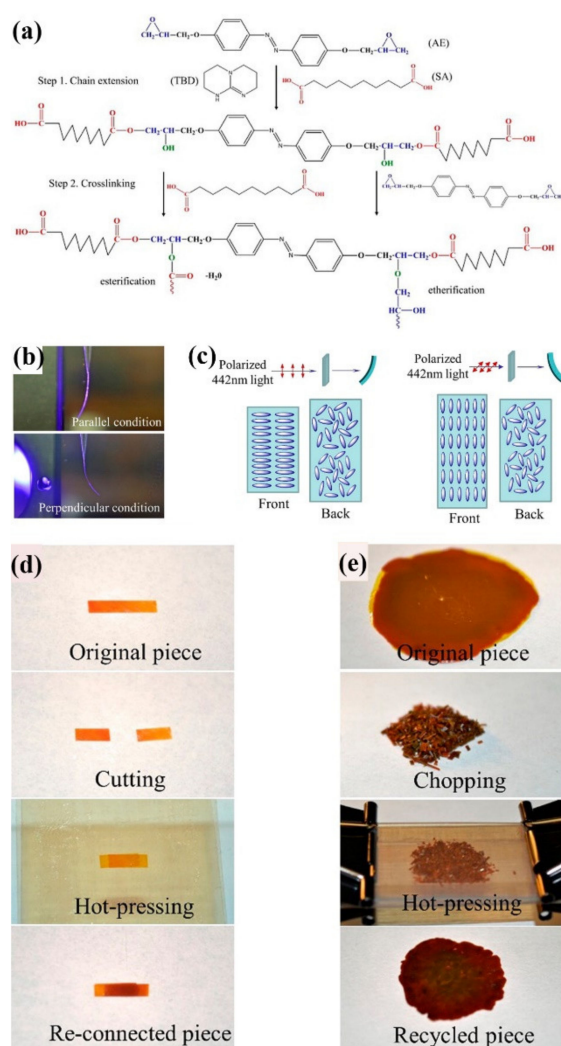 (a)
(AE)
Step 1. Chain extension
(TBD)
(SA)
Step 2. Crosslinking
esterification
-H20
etherification
(b)
Parallel condition
Perpendicular condition
(c)
Polarized
442nm light
Front
Back
Polarized
442nm light
Front
Back
(d)
Original piece
Cutting
Hot-pressing
Re-connected piece
(e)
Original piece
Chopping
Hot-pressing
Recycled piece